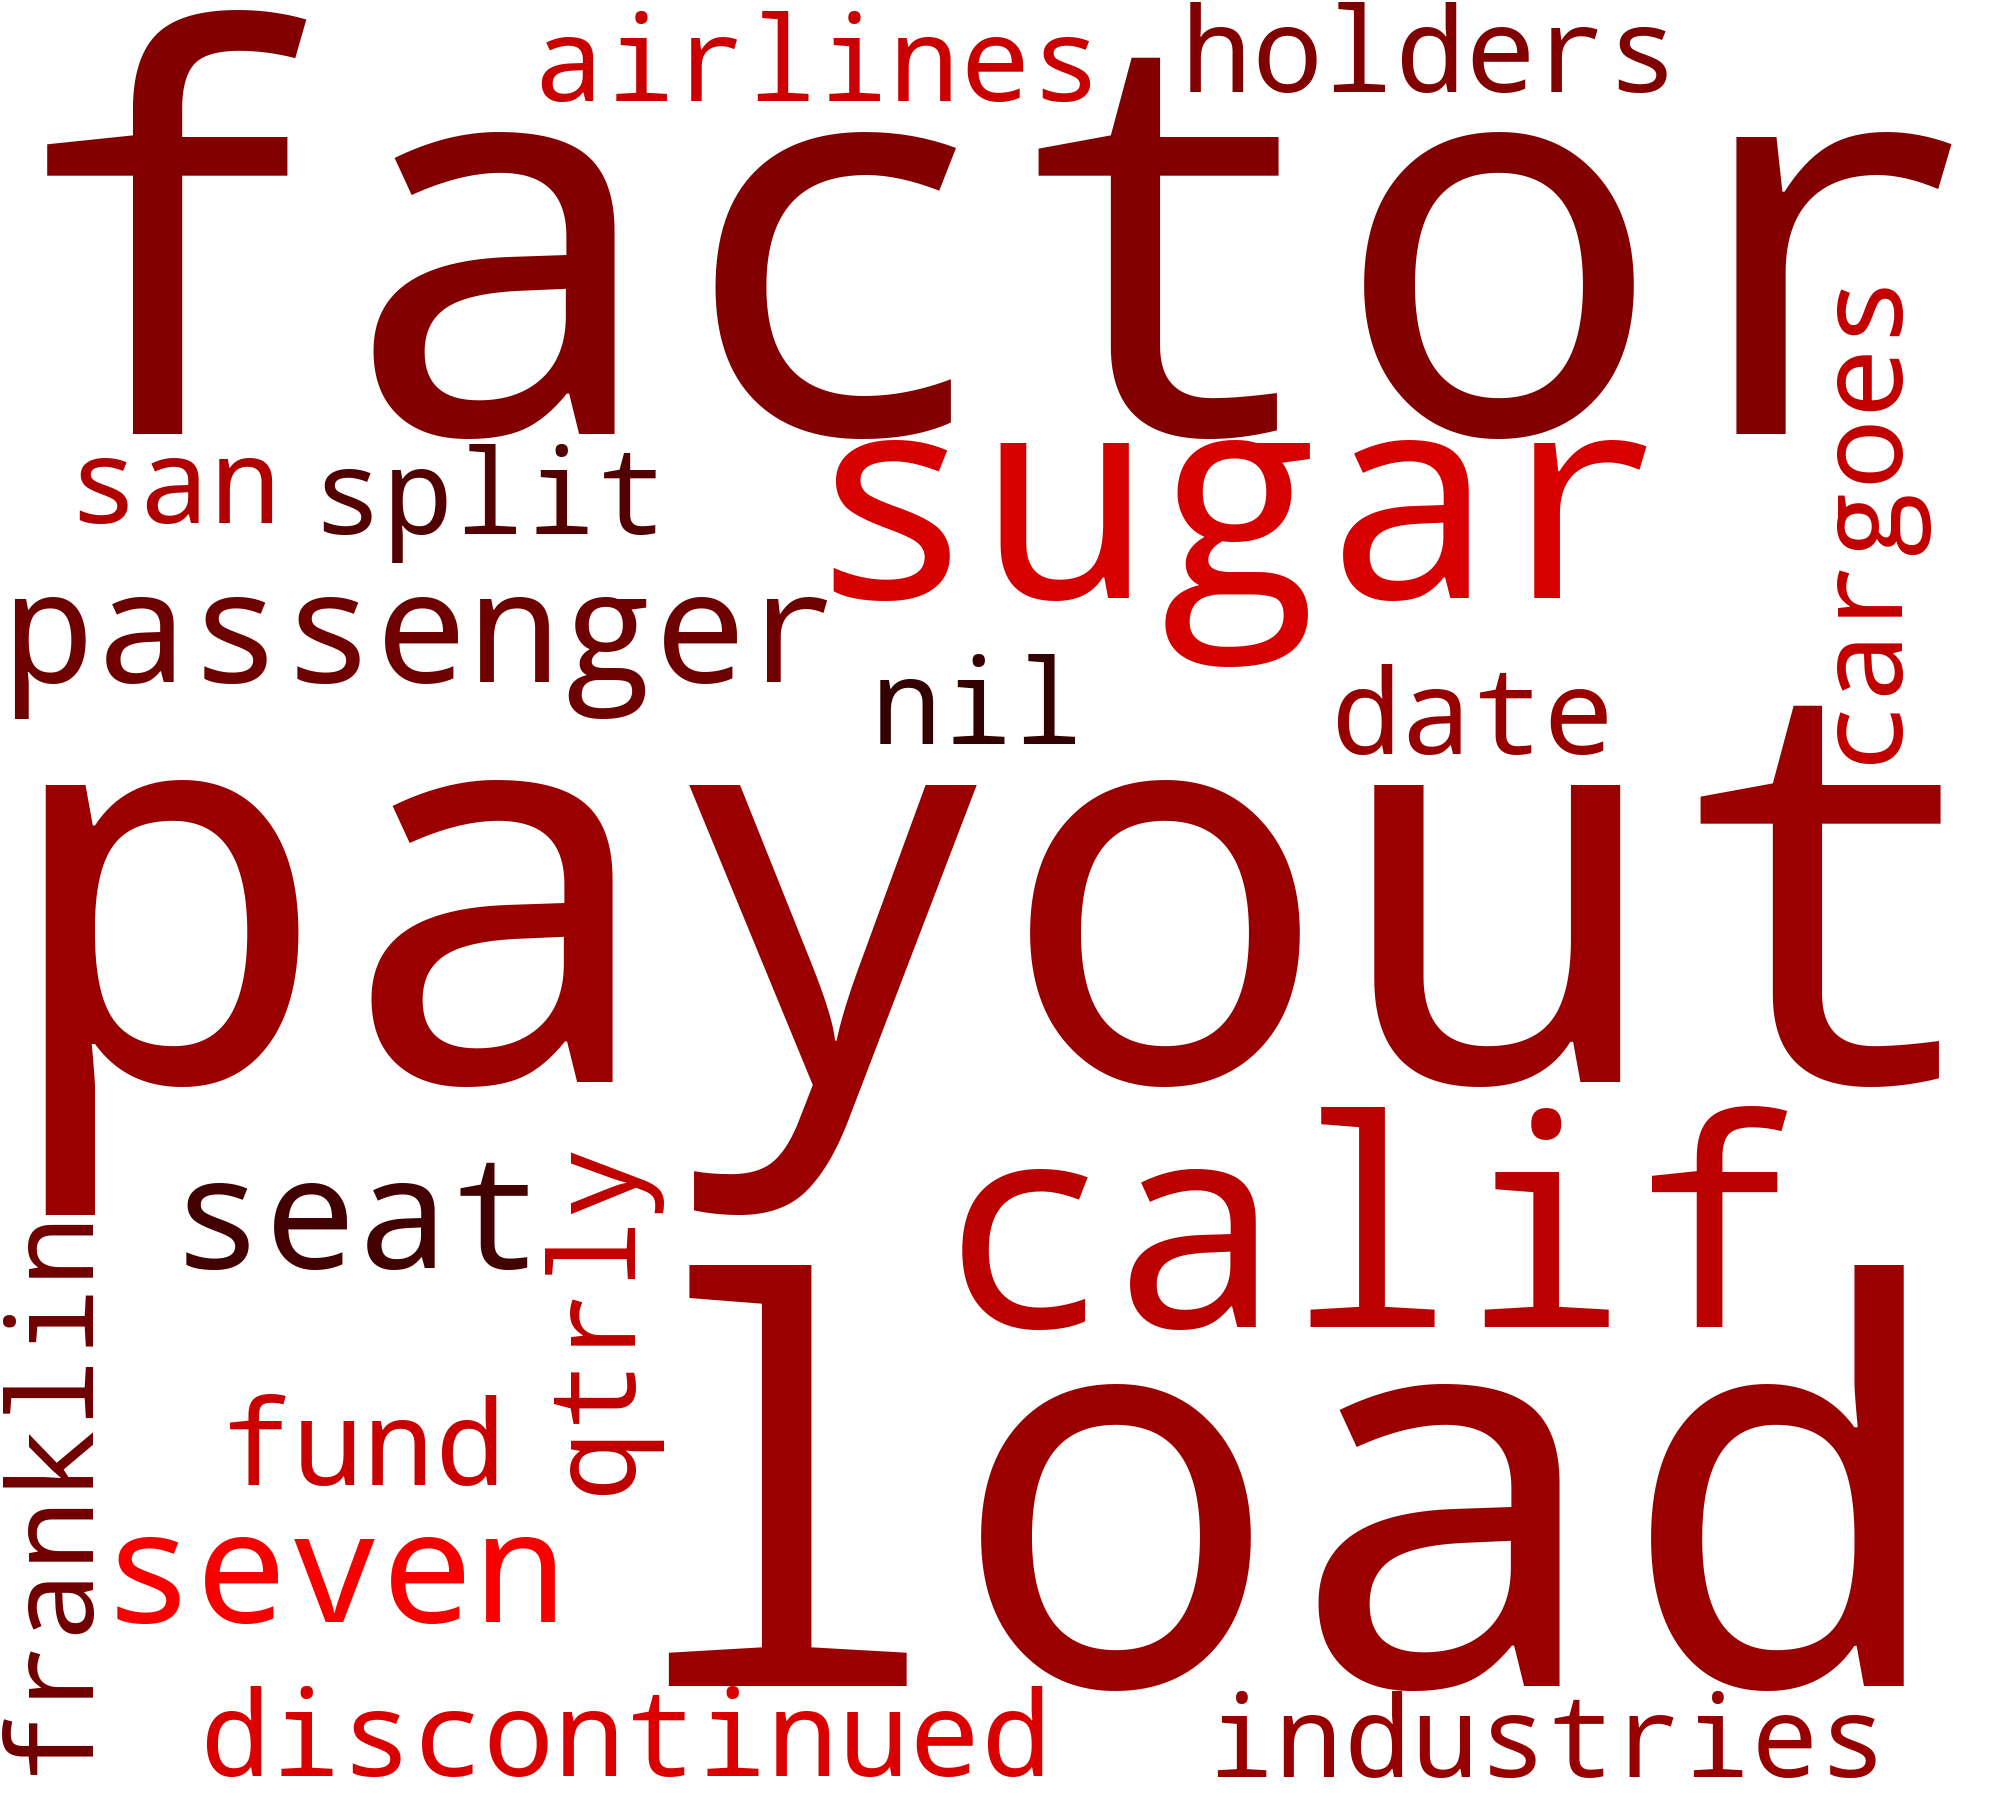 airlines
holders
factor
cargoes
san
split
sugar
passenger
nil
date
payout
seat
qtrly
calif
franklin
load
fund
seven
discontinued
industries